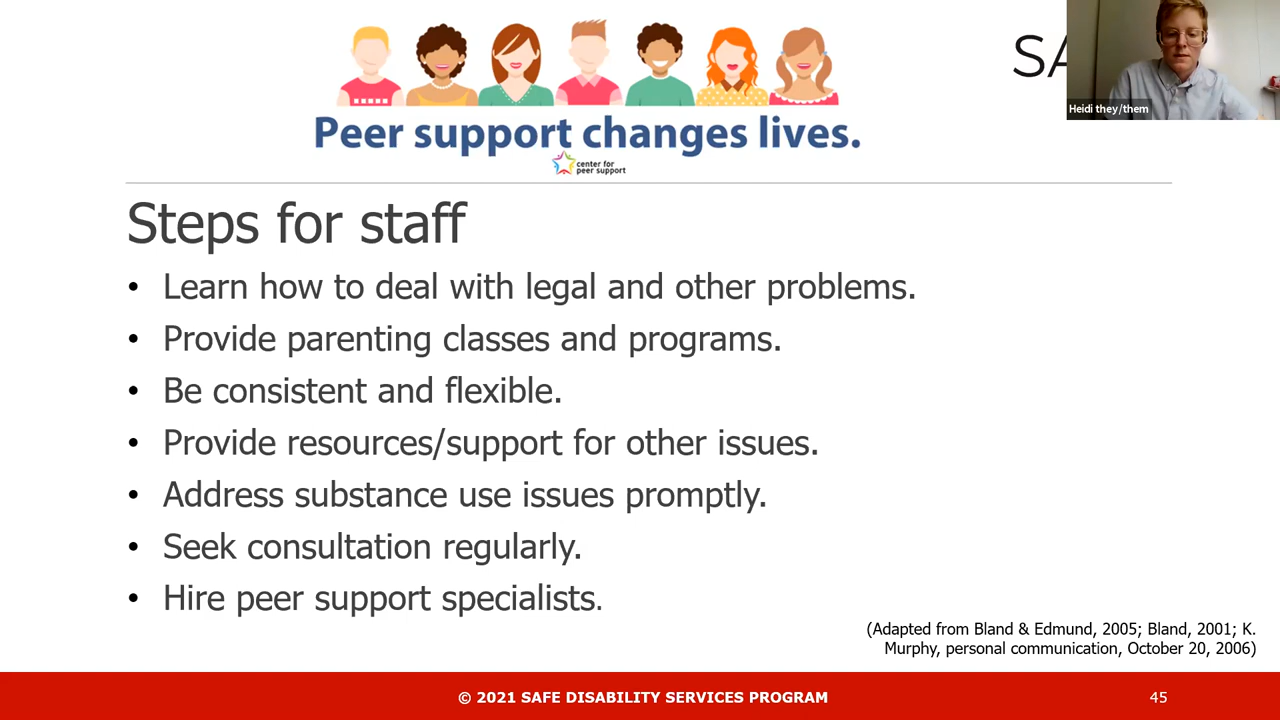 SA
Heidi they/them
Peer support changes lives.
center for
peer support
Steps for staff
• Learn how to deal with legal and other problems.
• Provide parenting classes and programs.
• Be consistent and flexible.
• Provide resources/support for other issues.
• Address substance use issues promptly.
• Seek consultation regularly.
• Hire peer support specialists.
(Adapted from Bland & Edmund, 2005; Bland, 2001; K.
Murphy, personal communication, October 20, 2006)
© 2021 SAFE DISABILITY SERVICES PROGRAM
45